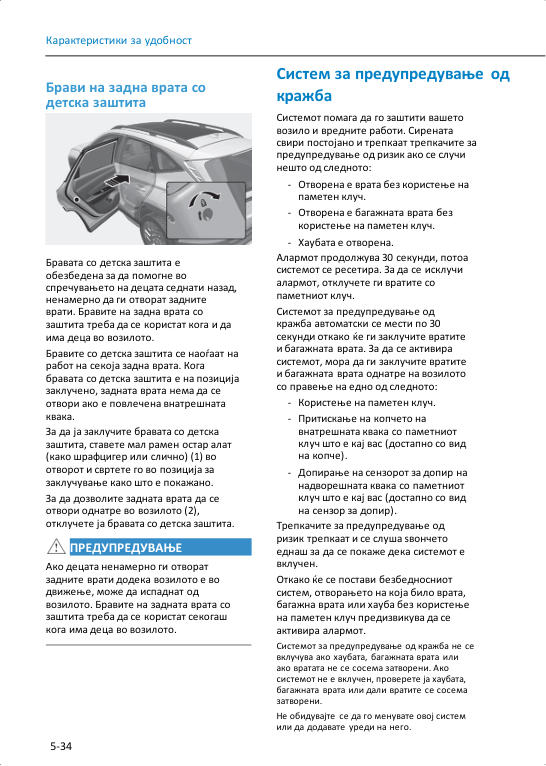 Карактеристики за удобност
Брави на задна врата со
детска заштита
Бравата со детска заштита е
обезбедена за да помогне во
спречувањето на децата седнати назад,
ненамерно да ги отворат задните
врати. Бравите на задна врата со
заштита треба да се користат кога и да
има деца во возилото.
Бравите со детска заштита се наоѓаат на
работ на секоја задна врата. Кога
бравата со детска заштита е на позиција
заклучено, задната врата нема да се
отвори ако е повлечена внатрешната
квака.
За да ја заклучите бравата со детска
заштита, ставете мал рамен остар алат
(како шрафцигер или слично) (1) во
отворот и свртете го во позиција за
заклучување како што е покажано.
За да дозволите задната врата да се
отвори однатре во возилото (2),
отклучете ја бравата со детска заштита.
ПРЕДУПРЕДУВАЊЕ
Ако децата ненамерно ги отворат
задните врати додека возилото е во
движење, може да испаднат од
возилото. Бравите на задната врата со
заштита треба да се користат секогаш
кога има деца во возилото.
Систем за предупредување од
кражба
Системот помага да го заштити вашето
возило и вредните работи. Сирената
свири постојано и трепкаат трепкачите за
предупредување од ризик ако се случи
нешто од следното:
- Отворена е врата без користење на
паметен клуч.
- Отворена е багажната врата без
користење на паметен клуч.
- Хаубата е отворена.
Алармот продолжува 30 секунди, потоа
системот се ресетира. За да се исклучи
алармот, отклучете ги вратите со
паметниот клуч.
Системот за предупредување од
кражба автоматски се мести по 30
секунди откако ќе ги заклучите вратите
и багажната врата. За да се активира
системот, мора да ги заклучите вратите
и багажната врата однатре на возилото
со правење на едно од следното:
- Користење на паметен клуч.
- Притискање на копчето на
внатрешната квака со паметниот
клуч што е кај вас (достапно со вид
на копче).
- Допирање на сензорот за допир на
надворешната квака со паметниот
клуч што е кај вас (достапно со вид
на сензор за допир).
Трепкачите за предупредување од
ризик трепкаат и се слуша ѕвончето
еднаш за да се покаже дека системот е
вклучен.
Откако ќе се постави безбедносниот
систем, отворањето на која било врата,
багажна врата или хауба без користење
на паметен клуч предизвикува да се
активира алармот.
Системот за предупредување од кражба не се
вклучува ако хаубата, багажната врата или
ако вратата не се сосема затворени. Ако
системот не е вклучен, проверете ја хаубата,
багажната врата или дали вратите се сосема
затворени.
Не обидувајте се да го менувате овој систем
или да додавате уреди на него.
5-34